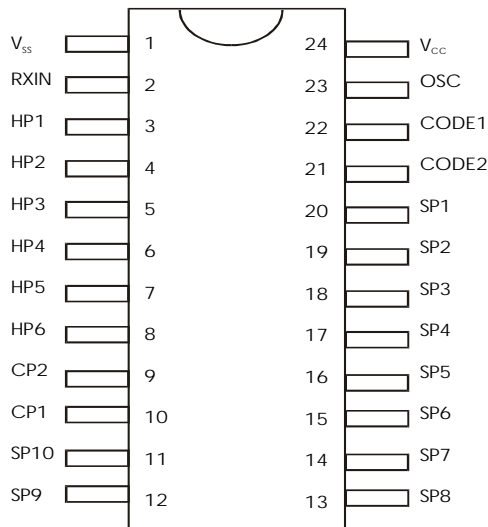 Vss 1 24 Vcc
RXIN 2 23 OSC
HP1 3 22 CODE1
HP2 4 21 CODE2
HP3 5 20 SP1
HP4 6 19 SP2
HP5 7 18 SP3
HP6 8 17 SP4
CP2 9 16 SP5
CP1 10 15 SP6
SP10 11 14 SP7
SP9 12 13 SP8